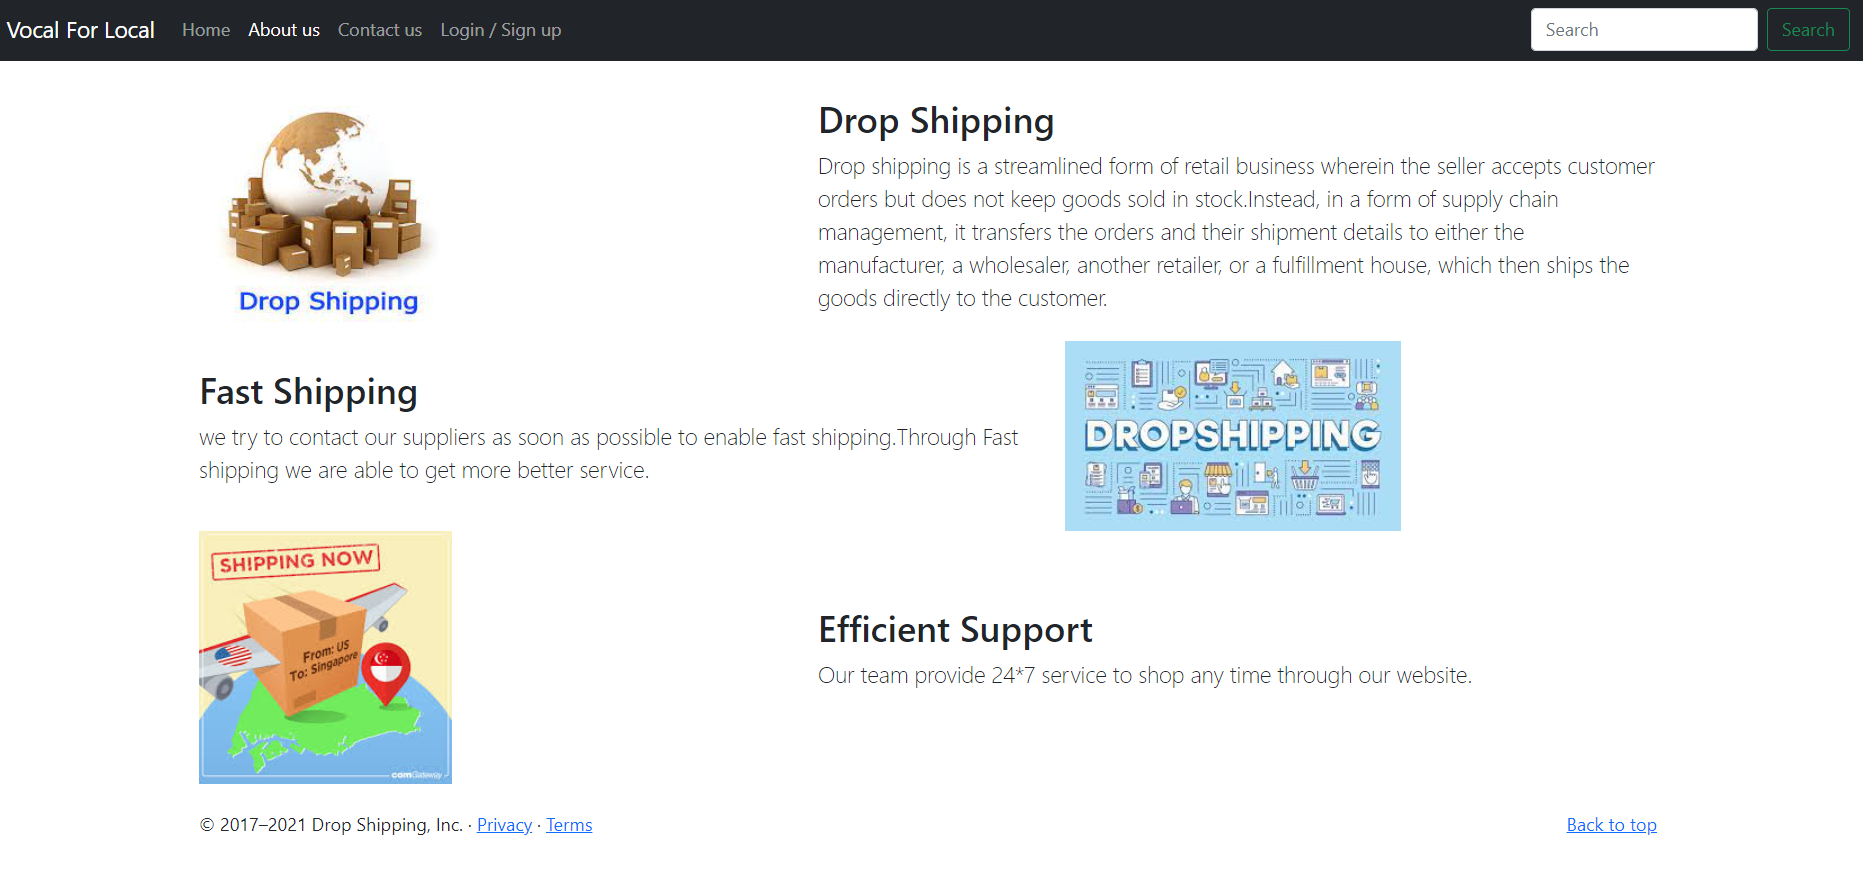 Vocal For Local Home About us Contact us Login / Sign up Search Search
Drop Shipping
Drop Shipping
Drop shipping is a streamlined form of retail business wherein the seller accepts customer
orders but does not keep goods sold in stock.Instead, in a form of supply chain
management, it transfers the orders and their shipment details to either the
manufacturer, a wholesaler, another retailer, or a fulfillment house, which then ships the
goods directly to the customer.
Fast Shipping
we try to contact our suppliers as soon as possible to enable fast shipping.Through Fast
shipping we are able to get more better service.
DROPSHIPPING
SHIPPING NOW
From: US
To: Singapore
comGateway
Efficient Support
Our team provide 24*7 service to shop any time through our website.
© 2017–2021 Drop Shipping, Inc. · Privacy · Terms
Back to top